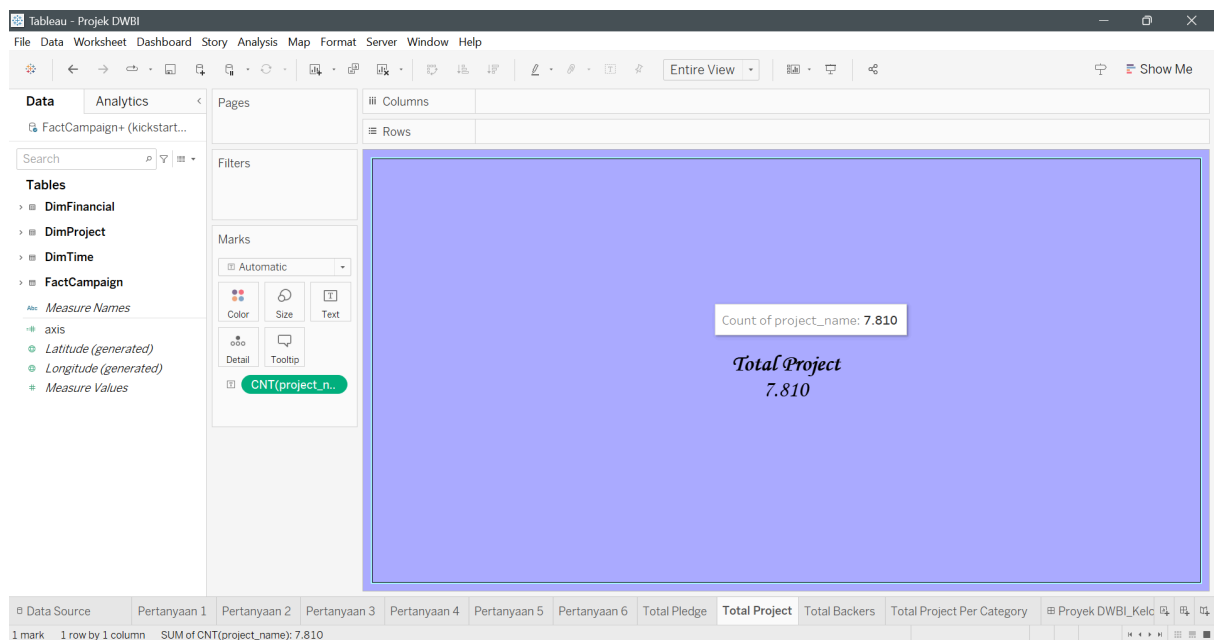 Tableau - Projek DWBI
File Data Worksheet Dashboard Story Analysis Map Format Server Window Help
Entire View
Show Me
Data Analytics
FactCampaign+ (kickstart...
Search
Tables
DimFinancial
DimProject
DimTime
FactCampaign
Abc Measure Names
axis
Latitude (generated)
Longitude (generated)
Measure Values
Pages
Filters
Marks
Automatic
Color Size Text
Detail Tooltip
CNT(project_n..
Columns
Rows
Count of project_name: 7.810
Total Project
7.810
Data Source Pertanyaan 1 Pertanyaan 2 Pertanyaan 3 Pertanyaan 4 Pertanyaan 5 Pertanyaan 6 Total Pledge Total Project Total Backers Total Project Per Category Proyek DWBI_Kelc
1 mark 1 row by 1 column SUM of CNT(project_name): 7.810